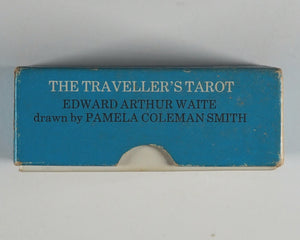 THE TRAVELLER'S TAROT
EDWARD ARTHUR WAITE
drawn by PAMELA COLEMAN SMITH